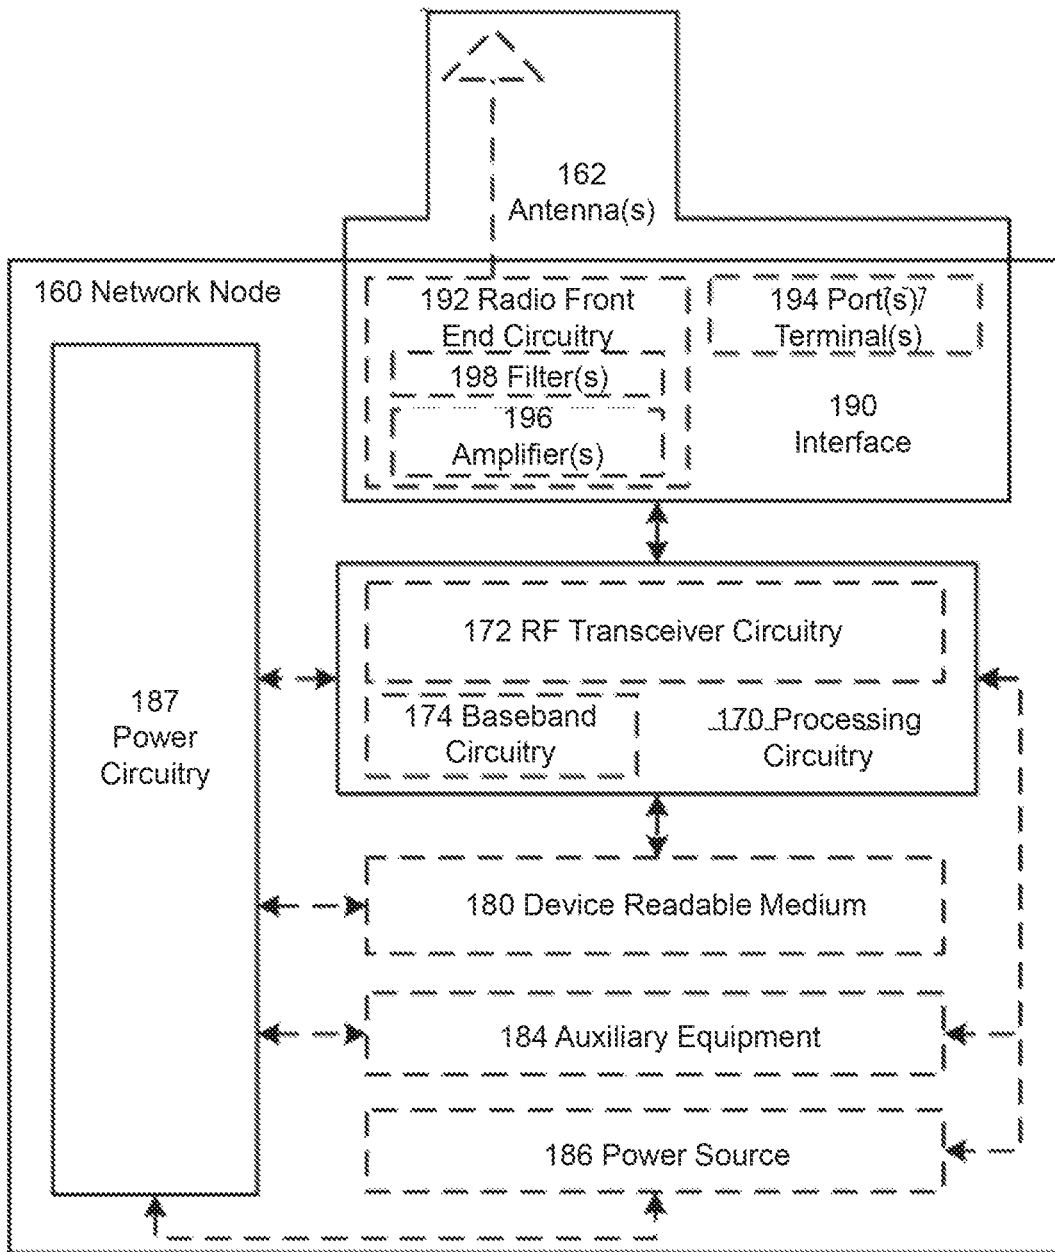 162
Antenna(s)
160 Network Node
192 Radio Front
End Circuitry
194 Port(s)/
Terminal(s)
198 Filter(s)
196
Amplifier(s)
190
Interface
172 RF Transceiver Circuitry
187
Power
Circuitry
174 Baseband
Circuitry
170 Processing
Circuitry
180 Device Readable Medium
184 Auxiliary Equipment
186 Power Source